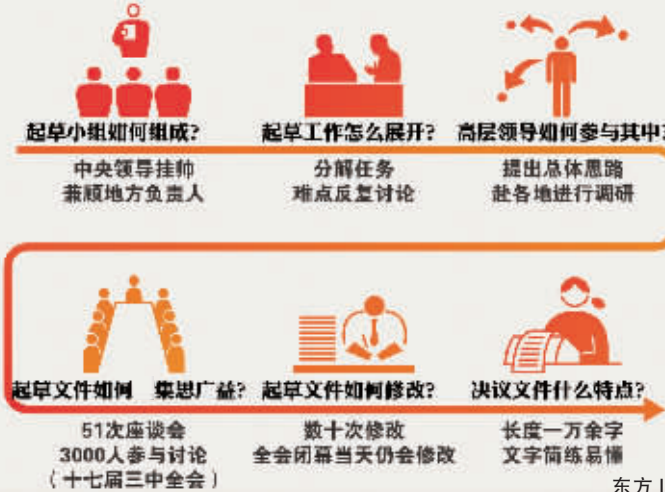 起草小组如何组成?
中央领导挂帅
兼顾地方负责人
起草工作怎么展开?
分解任务
难点反复讨论
高层领导如何参与其中?
提出总体思路
赴各地进行调研
起草文件如何 集思广益?
51次座谈会
3000人参与讨论
(十七届三中全会)
起草文件如何修改?
数十次修改
全会闭幕当天仍会修改
决议文件什么特点?
长度一万余字
文字简练易懂
东方